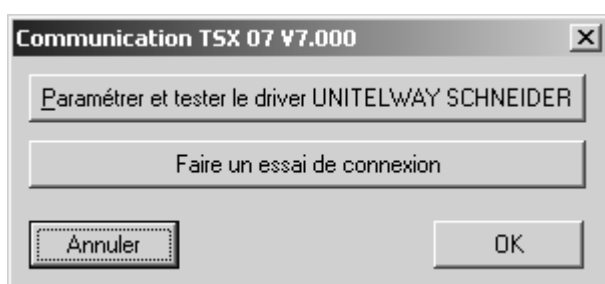 Communication TSX 07 V7.000
Paramétrer et tester le driver UNITELWAY SCHNEIDER
Faire un essai de connexion
Annuler OK